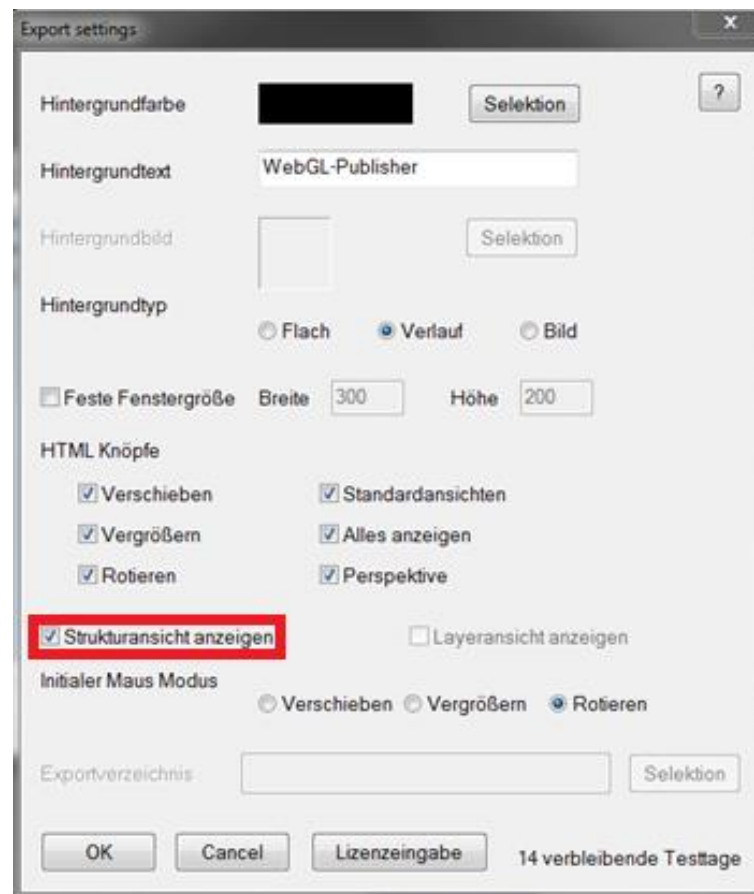 Export settings
x
Hintergrundfarbe Selektion ?
Hintergrundtext WebGL-Publisher
Hintergrundbild Selektion
Hintergrundtyp
Flach Verlauf Bild
Feste Fenstergröße Breite 300 Höhe 200
HTML Knöpfe
Verschieben Standardansichten
Vergrößern Alles anzeigen
Rotieren Perspektive
Strukturansicht anzeigen Layeransicht anzeigen
Initialer Maus Modus
Verschieben Vergrößern Rotieren
Exportverzeichnis Selektion
OK Cancel Lizenzeingabe 14 verbleibende Testtage